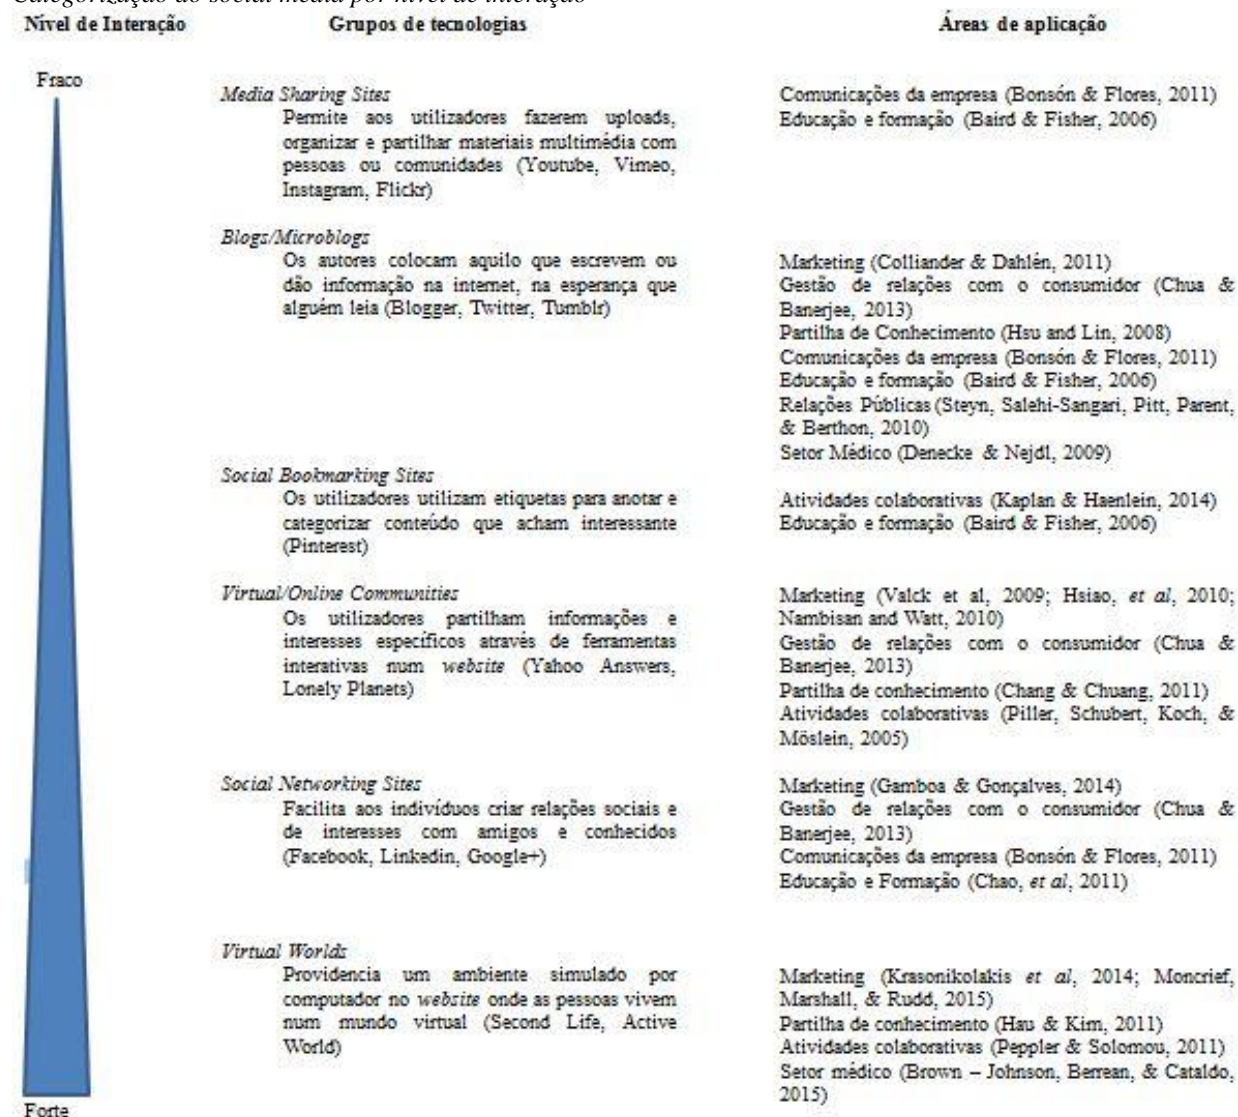 Categorização do social media por nível de interação
Nível de Interação Grupos de tecnologias Áreas de aplicação
Fraco
Media Sharing Sites
Permite aos utilizadores fazerem uploads,
organizar e partilhar materiais multimédia com
pessoas ou comunidades (Youtube, Vimeo,
Instagram, Flickr)
Comunicações da empresa (Bonsón & Flores, 2011)
Educação e formação (Baird & Fisher, 2006)
Blogs/Microblogs
Os autores colocam aquilo que escrevem ou
dão informação na internet, na esperança que
alguém leia (Blogger, Twitter, Tumblr)
Marketing (Colliander & Dahlén, 2011)
Gestão de relações com o consumidor (Chua &
Banerjee, 2013)
Partilha de Conhecimento (Hsu and Lin, 2008)
Comunicações da empresa (Bonsón & Flores, 2011)
Educação e formação (Baird & Fisher, 2006)
Relações Públicas (Steyn, Salehi-Sangari, Pitt, Parent,
& Berthon, 2010)
Setor Médico (Denecke & Nejdl, 2009)
Social Bookmarking Sites
Os utilizadores utilizam etiquetas para anotar e
categorizar conteúdo que acham interessante
(Pinterest)
Atividades colaborativas (Kaplan & Haenlein, 2014)
Educação e formação (Baird & Fisher, 2006)
Virtual/Online Communities
Os utilizadores partilham informações e
interesses específicos através de ferramentas
interativas num website (Yahoo Answers,
Lonely Planets)
Marketing (Valck et al, 2009; Hsiao, et al, 2010;
Nambisan and Watt, 2010)
Gestão de relações com o consumidor (Chua &
Banerjee, 2013)
Partilha de conhecimento (Chang & Chuang, 2011)
Atividades colaborativas (Piller, Schubert, Koch, &
Möslein, 2005)
Social Networking Sites
Facilita aos indivíduos criar relações sociais e
de interesses com amigos e conhecidos
(Facebook, Linkedin, Google+)
Marketing (Gamboa & Gonçalves, 2014)
Gestão de relações com o consumidor (Chua &
Banerjee, 2013)
Comunicações da empresa (Bonsón & Flores, 2011)
Educação e Formação (Chao, et al, 2011)
Virtual Worlds
Providencia um ambiente simulado por
computador no website onde as pessoas vivem
num mundo virtual (Second Life, Active
World)
Marketing (Krasonikolakis et al, 2014; Moncrief,
Marshall, & Rudd, 2015)
Partilha de conhecimento (Hau & Kim, 2011)
Atividades colaborativas (Peppler & Solomou, 2011)
Setor médico (Brown – Johnson, Berrean, & Cataldo,
2015)
Forte